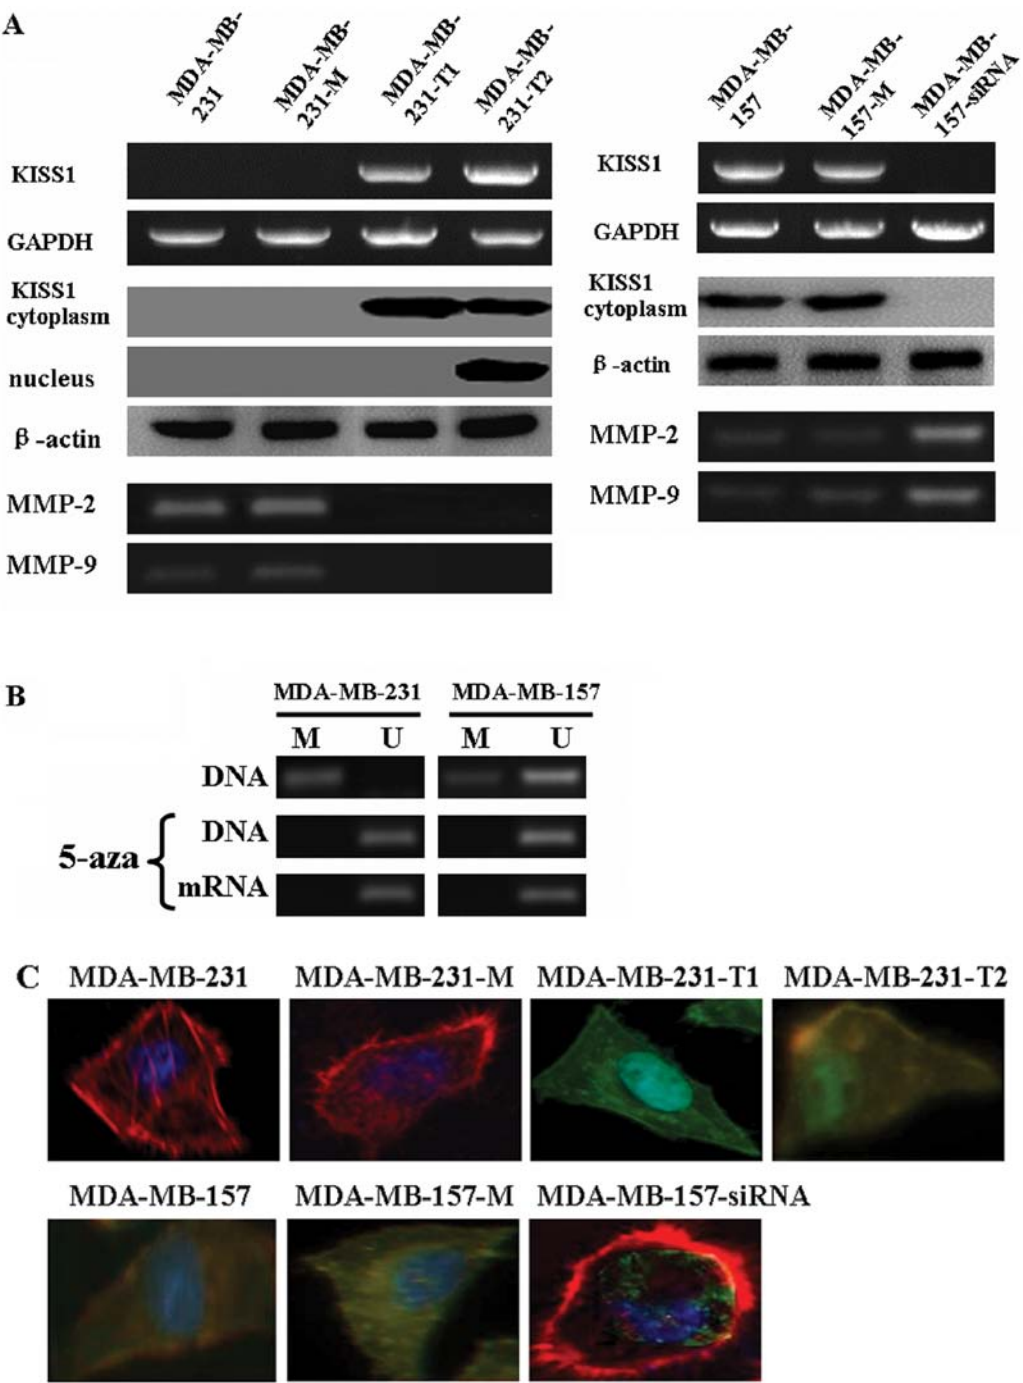 A
MDA-MB-
231
MDA-MB-
231-M
MDA-MB-
231-T1
MDA-MB-
231-T2
KISS1
GAPDH
KISS1
cytoplasm
nucleus
β-actin
MMP-2
MMP-9
MDA-MB-
157
MDA-MB-
157-M
MDA-MB-
157-siRNA
KISS1
GAPDH
KISS1
cytoplasm
β-actin
MMP-2
MMP-9
B
MDA-MB-231 MDA-MB-157
M U M U
DNA
5-aza
DNA
mRNA
C
MDA-MB-231 MDA-MB-231-M MDA-MB-231-T1 MDA-MB-231-T2
MDA-MB-157 MDA-MB-157-M MDA-MB-157-siRNA